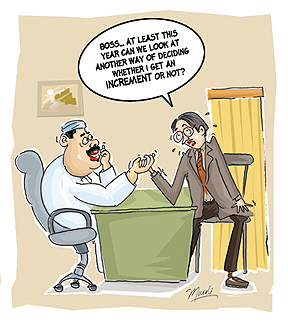 BOSS... AT LEAST THIS
YEAR CAN WE LOOK AT
ANOTHER WAY OF DECIDING
WHETHER I GET AN
INCREMENT OR NOT?